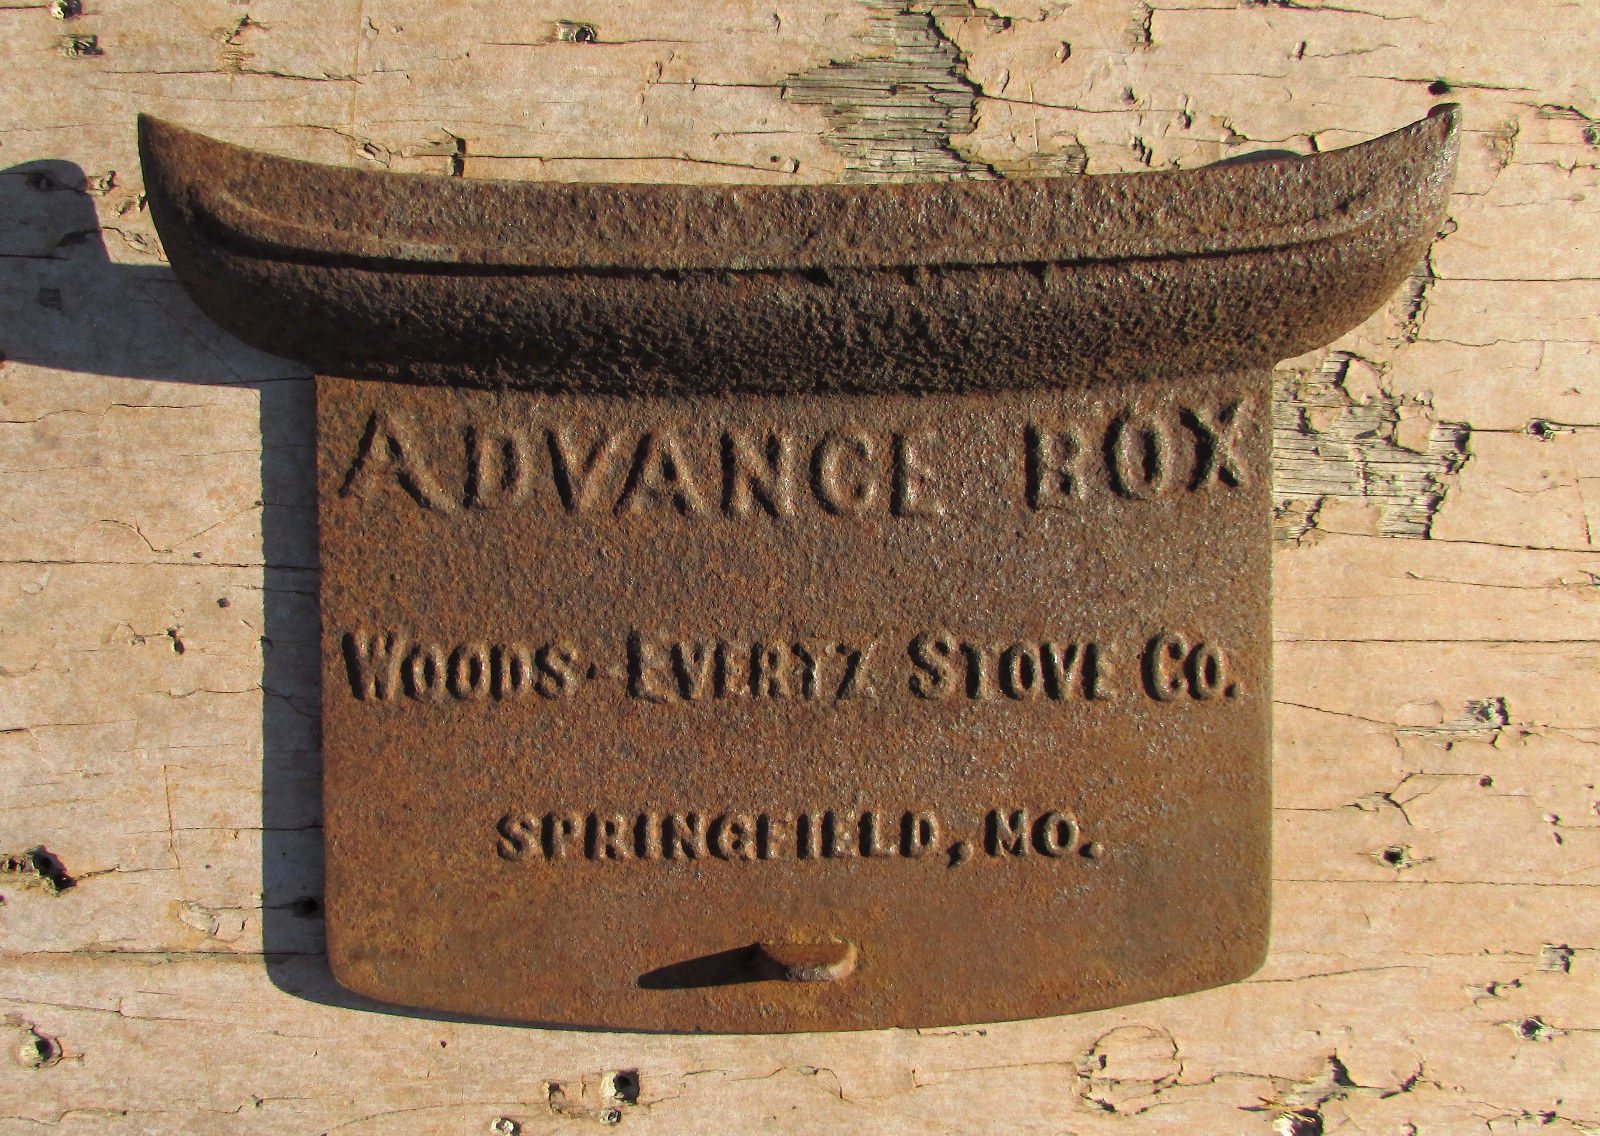 ADVANCE BOX
WOODS-EVERTZ STOVE CO.
SPRINGFIELD, MO.